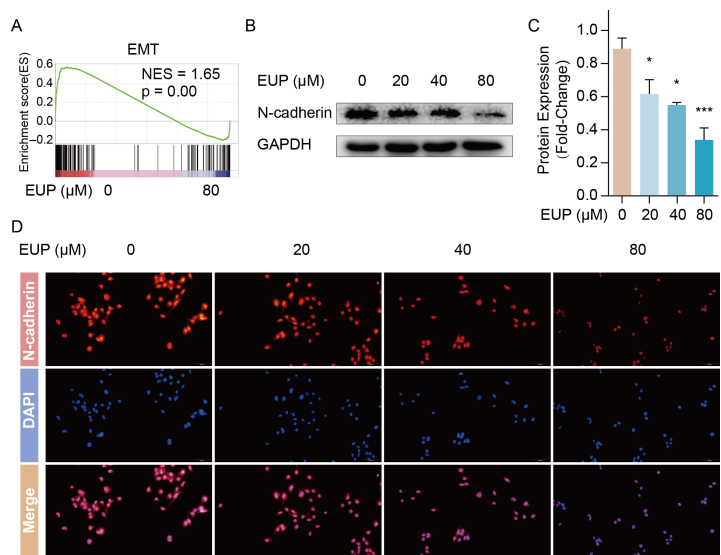 A
EMT
Enrichment score(ES)
0.6
0.4
0.2
0.0
−0.2
NES = 1.65
p = 0.00
EUP (μM) 0 80
B
EUP (μM) 0 20 40 80
N-cadherin
GAPDH
C
Protein Expression
(Fold-Change)
1.0
0.8
0.6
0.4
0.2
0.0
* * ***
EUP (μM) 0 20 40 80
D
EUP (μM) 0 20 40 80
N-cadherin
DAPI
Merge